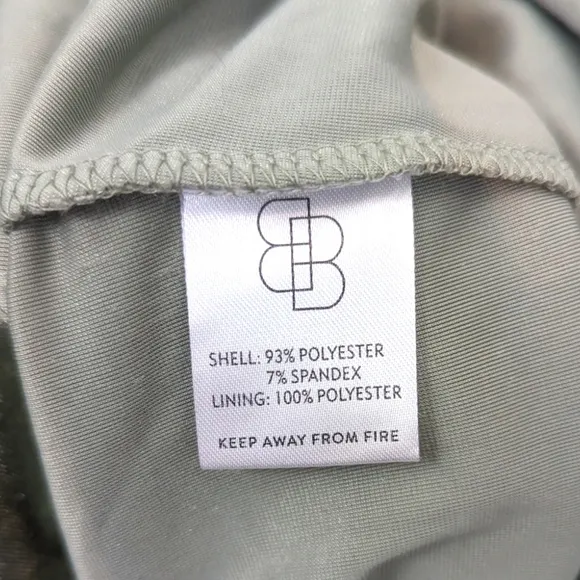 SHELL: 93% POLYESTER
7% SPANDEX
LINING: 100% POLYESTER
KEEP AWAY FROM FIRE